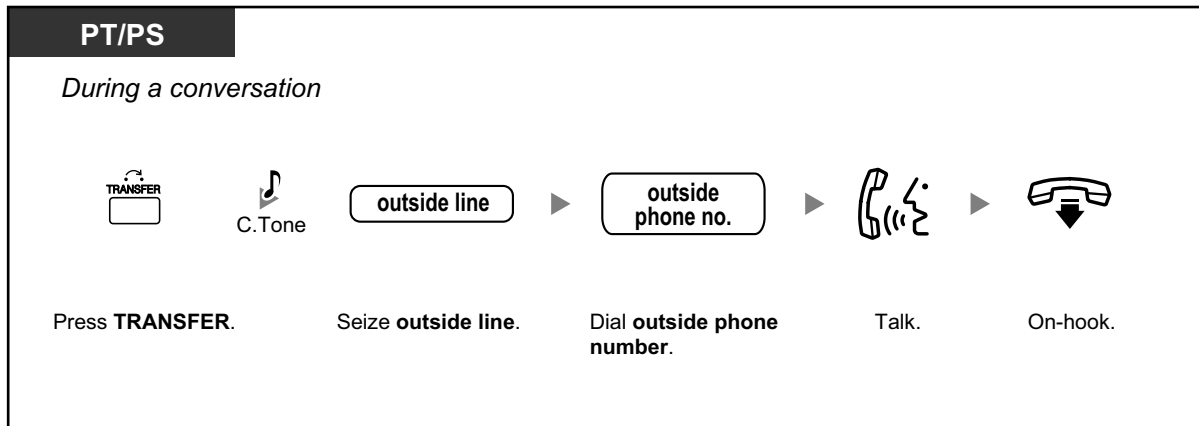 PT/PS
During a conversation
TRANSFER
C.Tone
outside line
outside
phone no.
Press TRANSFER.
Seize outside line.
Dial outside phone
number.
Talk.
On-hook.